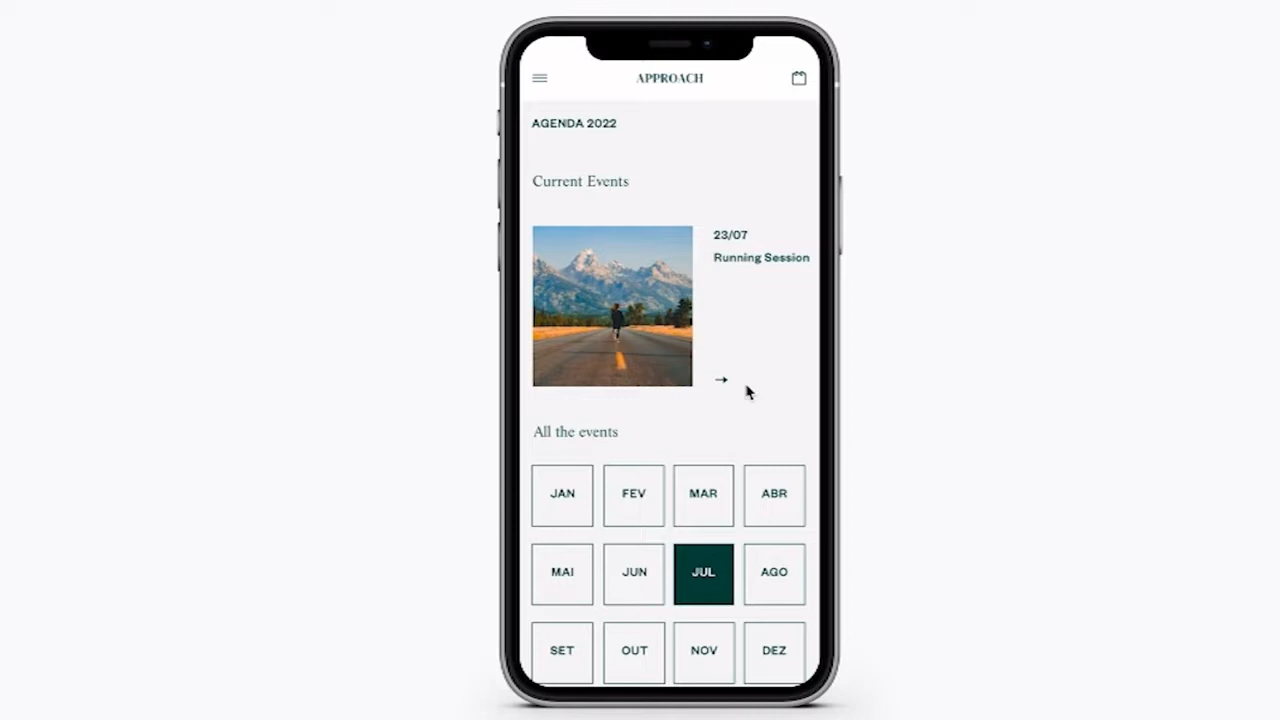 APPROACH
AGENDA 2022
Current Events
23/07
Running Session
→
All the events
JAN FEV MAR ABR
MAI JUN JUL AGO
SET OUT NOV DEZ